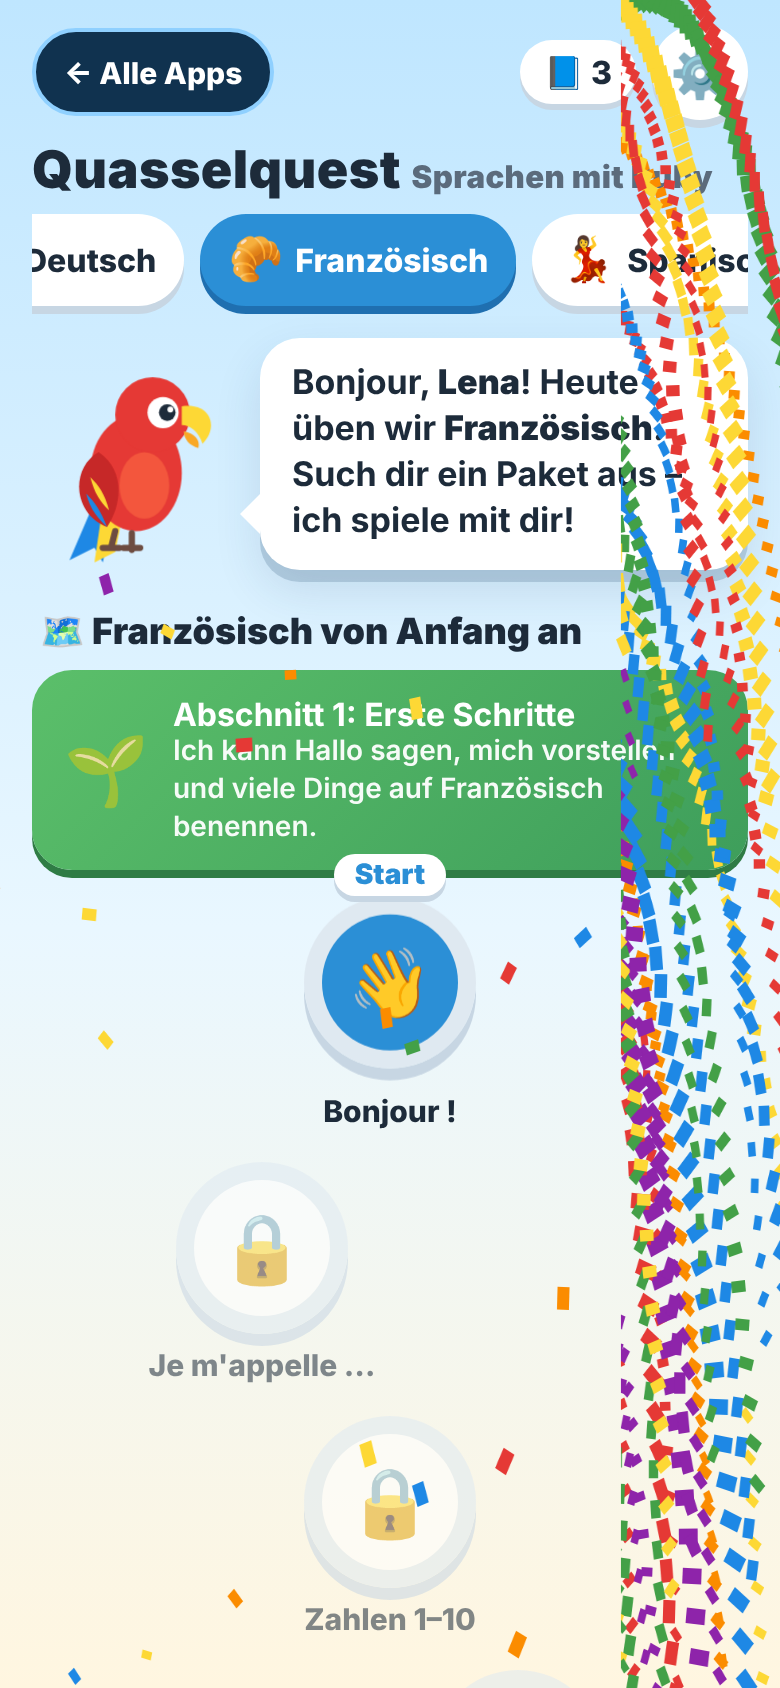 ← Alle Apps
3
Quasselquest Sprachen mit
Deutsch
Französisch
Bonjour, Lena! Heute
üben wir Französisch.
Such dir ein Paket aus –
ich spiele mit dir!
Französisch von Anfang an
Abschnitt 1: Erste Schritte
Ich kann Hallo sagen, mich vorstellen
und viele Dinge auf Französisch
benennen.
Start
Bonjour !
Je m'appelle …
Zahlen 1–10